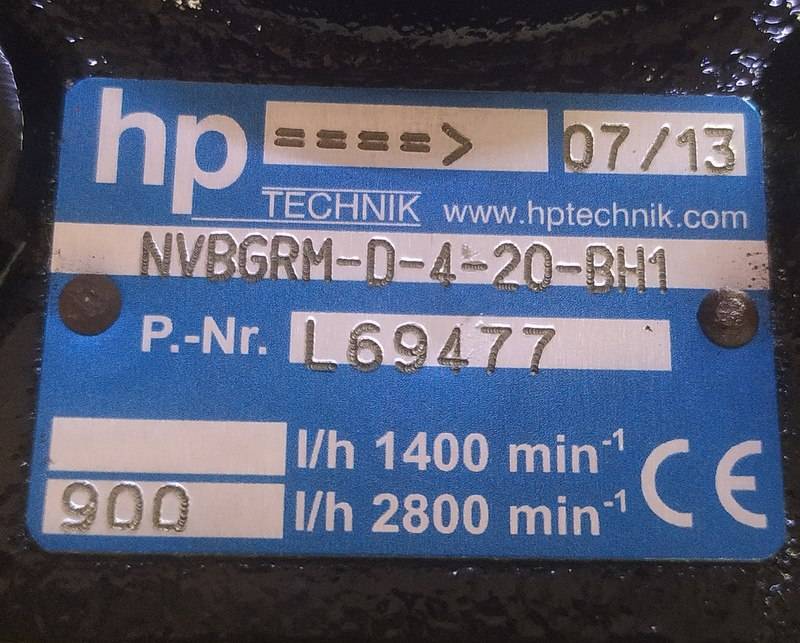 hp ====> 07/13
TECHNIK www.hptechnik.com
NVBGRM-D-4-20-BH1
P.-Nr. L69477
l/h 1400 min-1
900 l/h 2800 min-1
CE